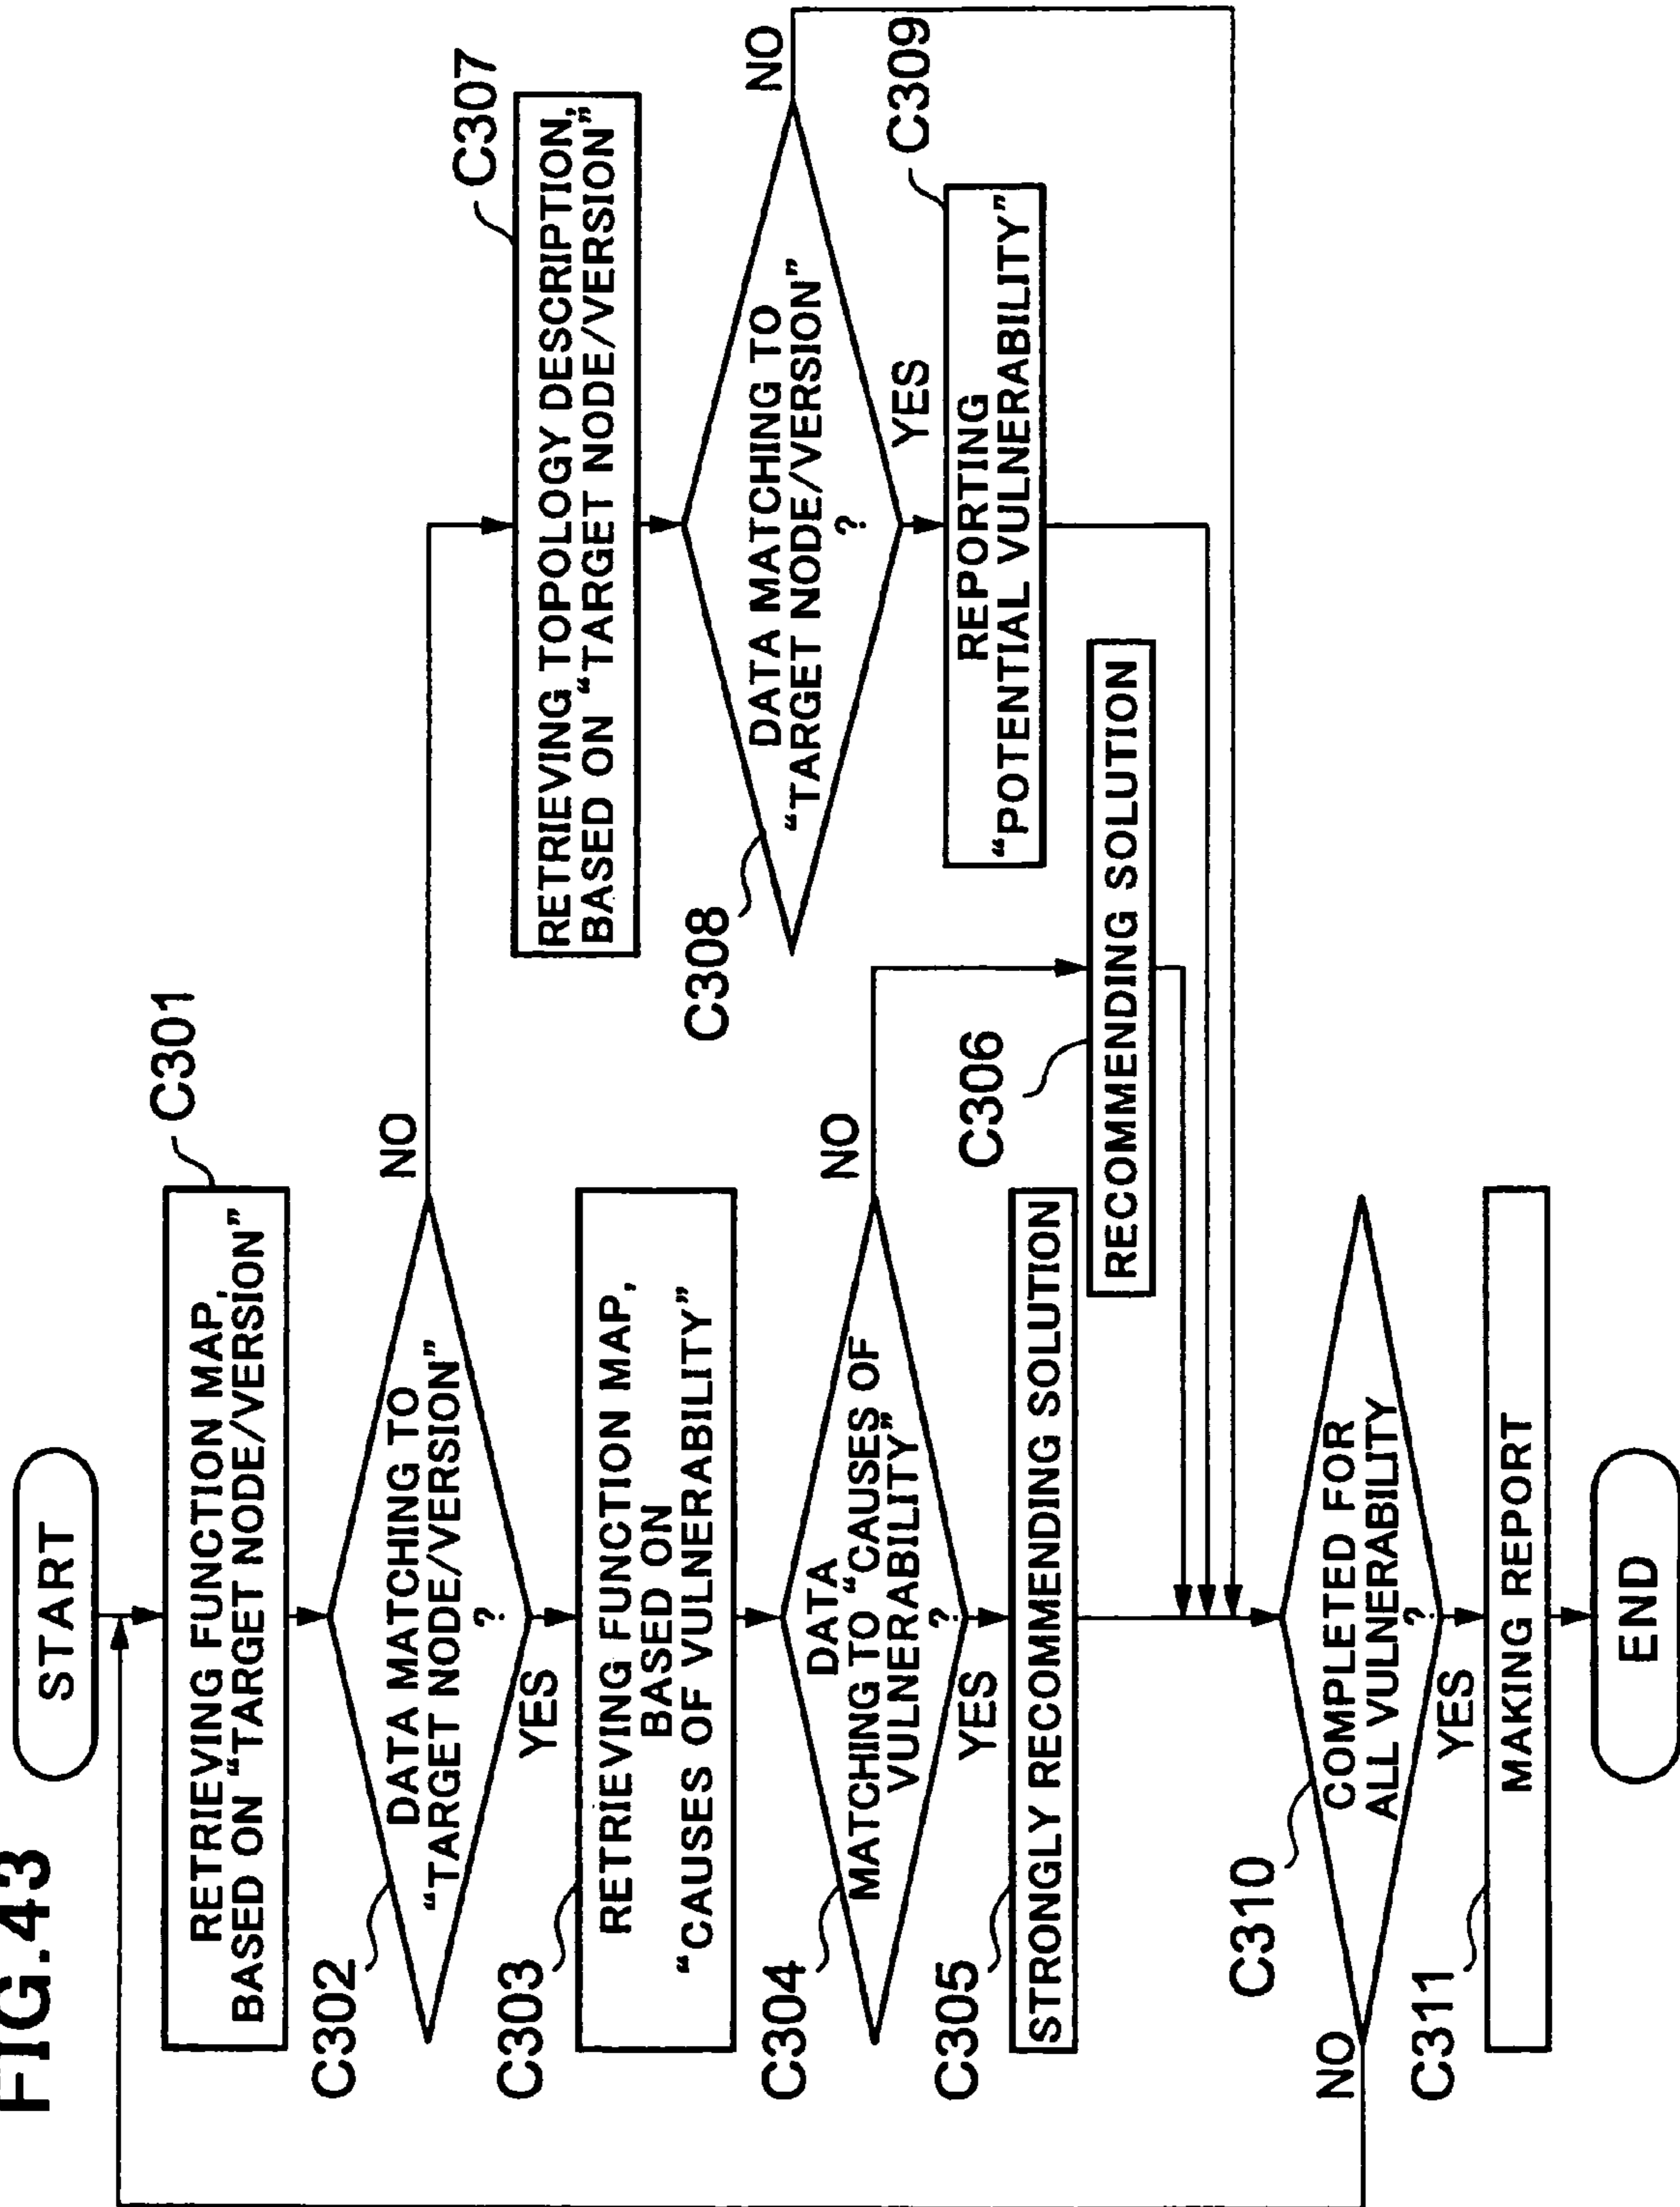 FIG.43
START
C301
RETRIEVING FUNCTION MAP,
BASED ON "TARGET NODE/VERSION"
C302
DATA MATCHING TO
"TARGET NODE/VERSION"
?
NO
YES
C303
RETRIEVING FUNCTION MAP,
BASED ON
"CAUSES OF VULNERABILITY"
C304
DATA
MATCHING TO "CAUSES OF
VULNERABILITY"
?
NO
YES
C305
STRONGLY RECOMMENDING SOLUTION
C306
RECOMMENDING SOLUTION
C307
RETRIEVING TOPOLOGY DESCRIPTION,
BASED ON "TARGET NODE/VERSION"
C308
DATA MATCHING TO
"TARGET NODE/VERSION"
?
NO
YES
C309
REPORTING
"POTENTIAL VULNERABILITY"
C310
COMPLETED FOR
ALL VULNERABILITY
?
NO
YES
C311
MAKING REPORT
END